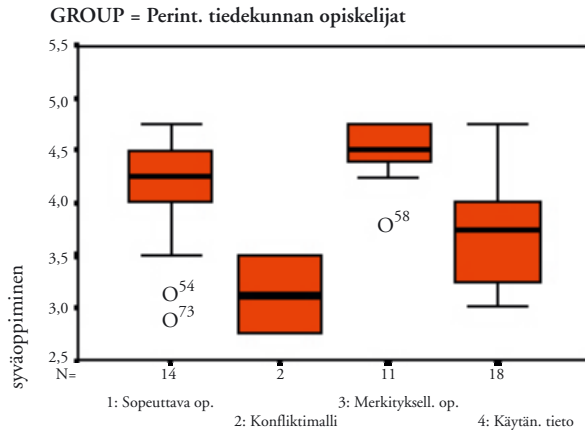 GROUP = Perint. tiedekunnan opiskelijat
5,5
5,0
4,5
4,0
3,5
3,0
2,5
syväoppiminen
O58
O54
O73
N= 14 2 11 18
1: Sopeuttava op. 3: Merkityksell. op.
2: Konfliktimalli 4: Käytän. tieto